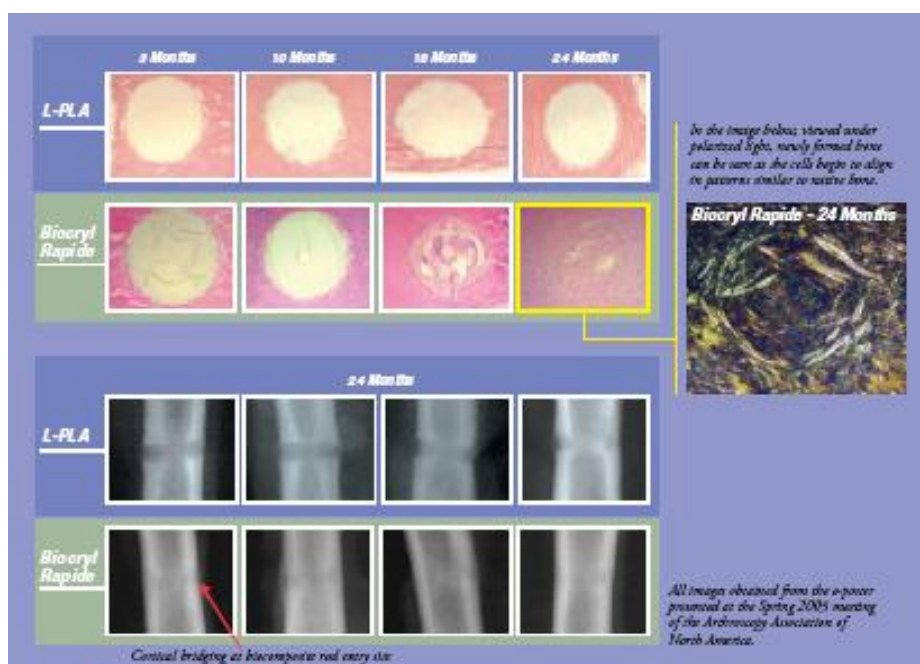 3 Months 10 Months 18 Months 24 Months
L-PLA
Biocryl
Rapide
In the image below, viewed under
polarized light, newly formed bone
can be seen as the cells begin to align
in patterns similar to native bone.
Biocryl Rapide - 24 Months
24 Months
L-PLA
Biocryl
Rapide
Cortical bridging at biocomposite rod entry site
All images obtained from the e-poster
presented at the Spring 2005 meeting
of the Arthroscopy Association of
North America.